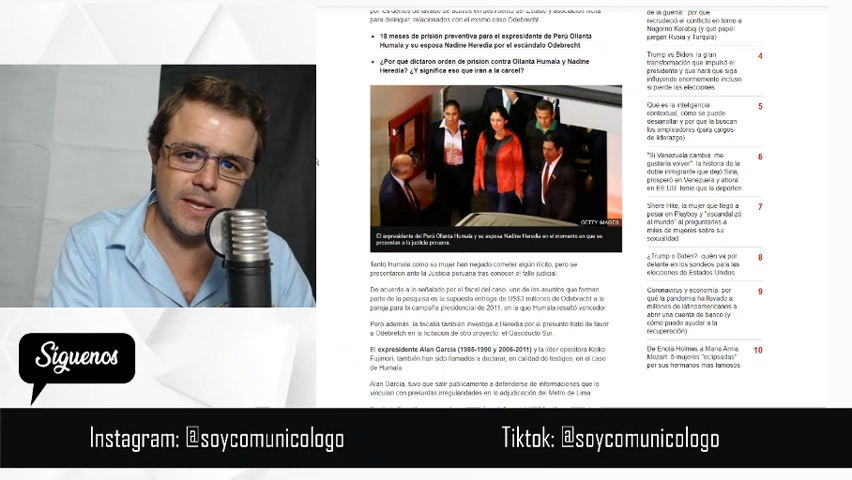 por los delitos de lavado de activos en detrimento del Estado y asociación ilícita
para delinquir, relacionados con el mismo caso Odebrecht.
18 meses de prisión preventiva para el expresidente de Perú Ollanta
Humala y su esposa Nadine Heredia por el escándalo Odebrecht
¿Por qué dictaron orden de prisión contra Ollanta Humala y Nadine
Heredia? ¿Y significa eso que irán a la cárcel?
GETTY IMAGES
El expresidente del Perú Ollanta Humala y su esposa Nadine Heredia en el momento en que se
presentan a la justicia peruana.
Tanto Humala como su mujer han negado cometer algún ilícito, pero se
presentaron ante la Justicia peruana tras conocer el fallo judicial.
De acuerdo a lo señalado por el fiscal del caso, uno de los asuntos que forman
parte de la pesquisa es la supuesta entrega de US$3 millones de Odebrecht a la
pareja para la campaña presidencial de 2011, en la que Humala resultó vencedor.
Pero además, la fiscalía también investiga a Heredia por el presunto trato de favor
a Odebretch en la licitación de otro proyecto: el Gasoducto Sur.
El expresidente Alan García (1985-1990 y 2006-2011) y la líder opositora Keiko
Fujimori, también han sido llamados a declarar, en calidad de testigos, en el caso
de Humala.
Alan García, tuvo que salir públicamente a defenderse de informaciones que lo
vinculan con presuntas irregularidades en la adjudicación del Metro de Lima.
de la guerra" por que
recrudeció el conflicto en torno a
Nagorno Karabaj (y qué papel
juegan Rusia y Turquía)
Trump vs Biden: la gran
transformación que impulsó el
presidente y que hará que siga
influyendo enormemente incluso
si pierde las elecciones
4
Qué es la inteligencia
contextual, cómo se puede
desarrollar y por qué la buscan
los empleadores (para cargos
de liderazgo)
5
"Si Venezuela cambia, me
gustaría volver": la historia de la
doble inmigrante que dejó Siria,
prosperó en Venezuela y ahora
en EE.UU. teme que la deporten
6
Shere Hite, la mujer que llegó a
posar en Playboy y "escandalizó
al mundo" al preguntarles a
miles de mujeres sobre su
sexualidad
7
¿Trump o Biden?: quién va por
delante en los sondeos para las
elecciones de Estados Unidos
8
Coronavirus y economía: por
qué la pandemia ha llevado a
millones de latinoamericanos a
abrir una cuenta de banco (y
cómo puede ayudar a la
recuperación)
9
De Enola Holmes a Maria Anna
Mozart: 5 mujeres "eclipsadas"
por sus hermanos más famosos
10
Síguenos
Instagram: @soycomunicologo
Tiktok: @soycomunicologo